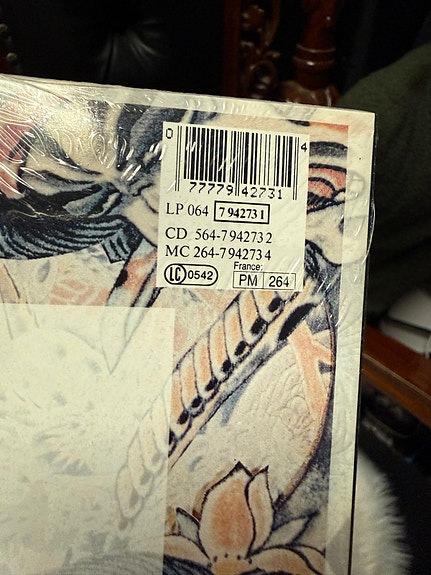 0 77779 42731 4
LP 064 7 94273 1
CD 564-7 94273 2
MC 264-7 94273 4
LC 0542
France:
PM 264